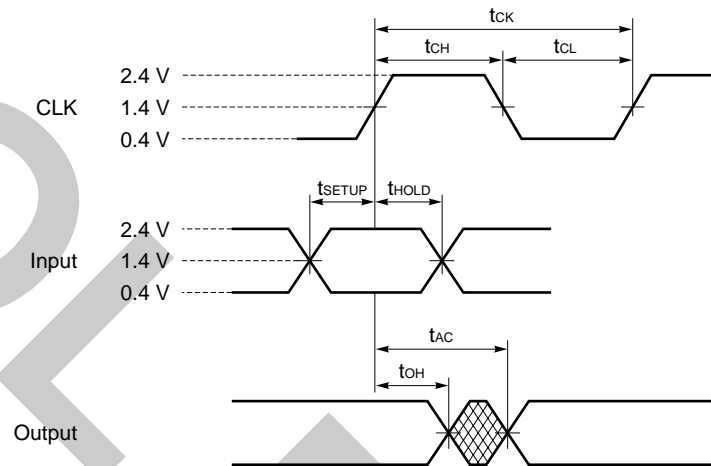 tCK
tCH tCL
2.4 V
CLK 1.4 V
0.4 V
tSETUP tHOLD
2.4 V
Input 1.4 V
0.4 V
tAC
tOH
Output